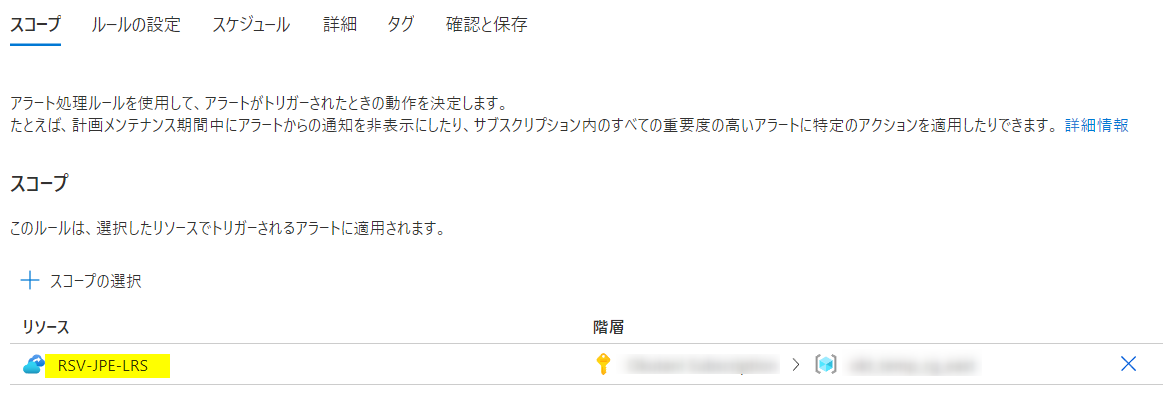 スコープ ルールの設定 スケジュール 詳細 タグ 確認と保存
アラート処理ルールを使用して、アラートがトリガーされたときの動作を決定します。
たとえば、計画メンテナンス期間中にアラートからの通知を非表示にしたり、サブスクリプション内のすべての重要度の高いアラートに特定のアクションを適用したりできます。 詳細情報
スコープ
このルールは、選択したリソースでトリガーされるアラートに適用されます。
スコープの選択
リソース 階層
RSV-JPE-LRS